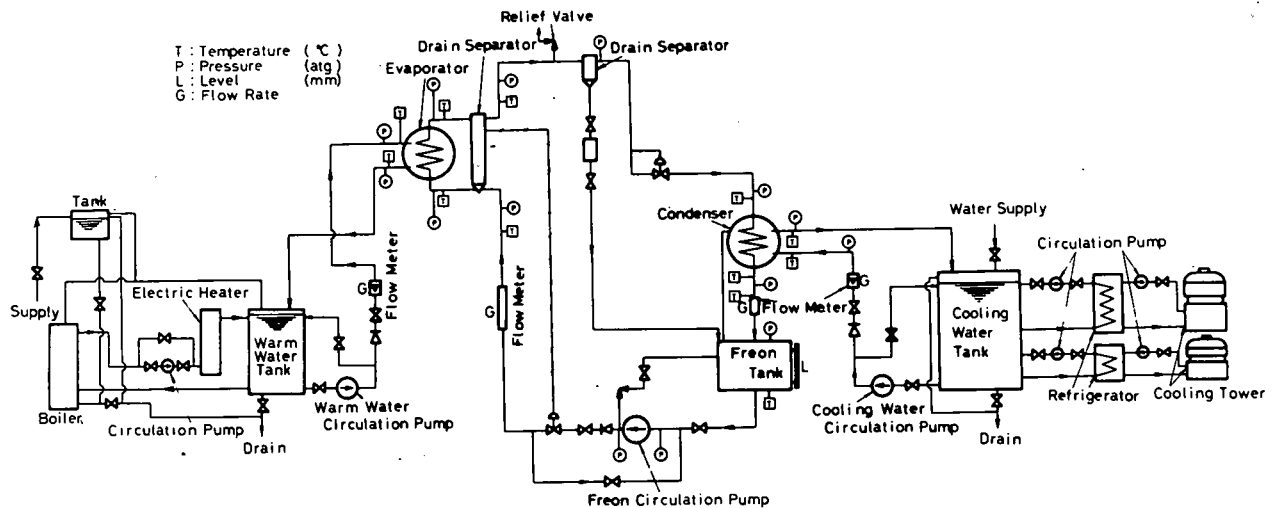 Relief Valve
T : Temperature ( °C )
P : Pressure (atg)
L : Level (mm)
G : Flow Rate
Drain Separator
Drain Separator
Evaporator
P
P
T
P
T
T
P
T
P
T
P
P
T
Tank
Supply
Electric Heater
Boiler
Circulation Pump
Warm
Water
Tank
Drain
Warm Water
Circulation Pump
G
Flow Meter
P
T
G
Flow Meter
Condenser
T
P
P
T
P
T
T
P
T
G
Flow Meter
G
P
Freon
Tank
L
T
P
P
Freon Circulation Pump
Water Supply
Circulation Pump
Cooling
Water
Tank
Cooling Water
Circulation Pump
Drain
Refrigerator
Cooling Tower